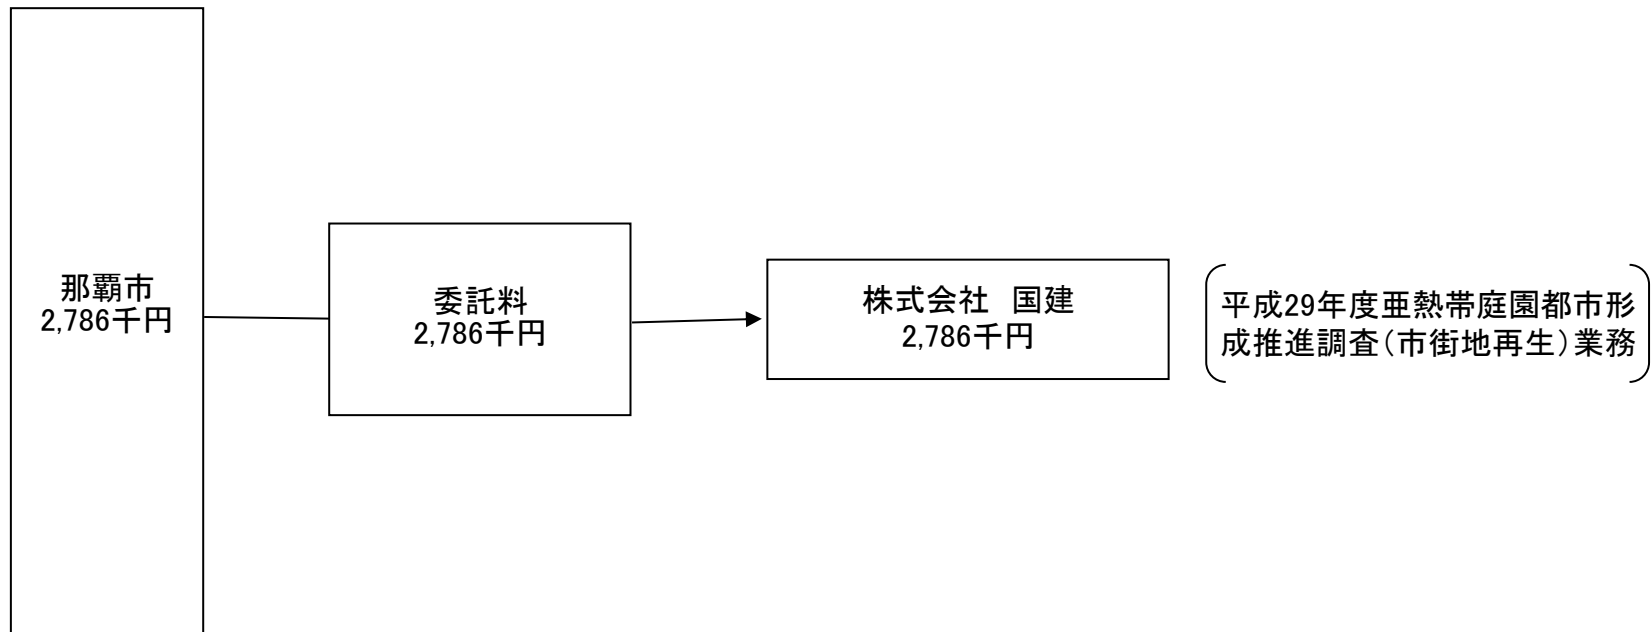 那覇市
2,786千円
委託料
2,786千円
株式会社　国建
2,786千円
平成29年度亜熱帯庭園都市形
成推進調査(市街地再生)業務